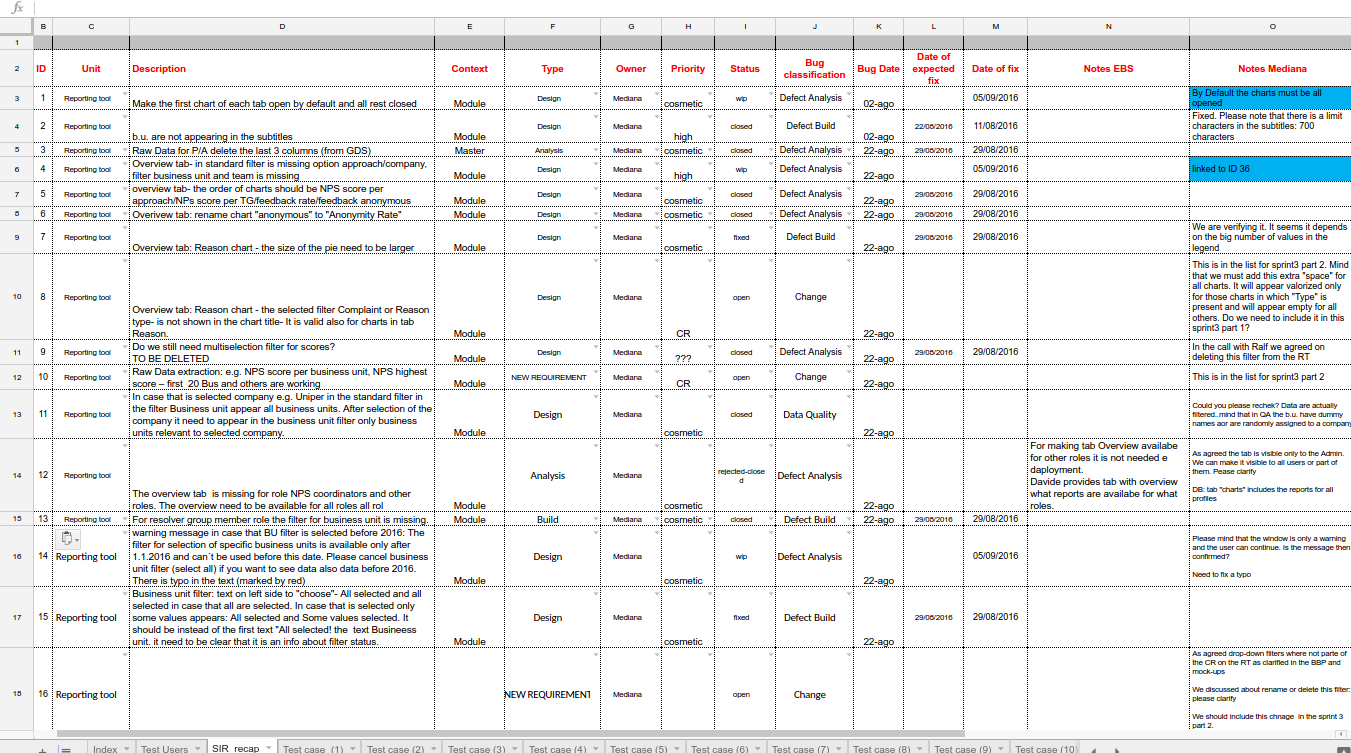 fx
B C D E F G H I J K L M N O
1
2 ID Unit Description Context Type Owner Priority Status Bug classification Bug Date Date of expected fix Date of fix Notes EBS Notes Mediana
3 1 Reporting tool Make the first chart of each tab open by default and all rest closed Module Design Mediana cosmetic wip Defect Analysis 02-ago 05/09/2016 By Default the charts must be all opened
4 2 Reporting tool b.u. are not appearing in the subtitles Module Design Mediana high closed Defect Build 02-ago 22/08/2016 11/08/2016 Fixed. Please note that there is a limit characters in the subtitles: 700 characters
5 3 Reporting tool Raw Data for P/A delete the last 3 columns (from GDS) Master Analysis Mediana cosmetic closed Defect Analysis 22-ago 29/08/2016 29/08/2016
6 4 Reporting tool Overview tab- in standard filter is missing option approach/company, filter business unit and team is missing Module Design Mediana high wip Defect Analysis 22-ago 05/09/2016 linked to ID 36
7 5 Reporting tool overview tab- the order of charts should be NPS score per approach/NPs score per TG/feedback rate/feedback anonymous Module Design Mediana cosmetic closed Defect Analysis 22-ago 29/08/2016 29/08/2016
8 6 Reporting tool Overivew tab: rename chart "anonymous" to "Anonymity Rate" Module Design Mediana cosmetic closed Defect Analysis 22-ago 29/08/2016 29/08/2016
9 7 Reporting tool Overview tab: Reason chart - the size of the pie need to be larger Module Design Mediana cosmetic fixed Defect Build 22-ago 29/08/2016 29/08/2016 We are verifying it. It seems it depends on the big number of values in the legend
10 8 Reporting tool Overview tab: Reason chart - the selected filter Complaint or Reason type- is not shown in the chart title- It is valid also for charts in tab Reason. Module Design Mediana CR open Change 22-ago This is in the list for sprint3 part 2. Mind that we must add this extra "space" for all charts. It will appear valorized only for those charts in which "Type" is present and will appear empty for all others. Do we need to include it in this sprint3 part 1?
11 9 Reporting tool Do we still need multiselection filter for scores? TO BE DELETED Module Design Mediana ??? closed Defect Analysis 22-ago 29/08/2016 29/08/2016 In the call with Ralf we agreed on deleting this filter from the RT
12 10 Reporting tool Raw Data extraction: e.g. NPS score per business unit, NPS highest score – first 20 Bus and others are working Module NEW REQUIREMENT Mediana CR open Change 22-ago This is in the list for sprint3 part 2
13 11 Reporting tool In case that is selected company e.g. Uniper in the standard filter in the filter Business unit appear all business units. After selection of the company it need to appear in the business unit filter only business units relevant to selected company. Module Design Mediana cosmetic closed Data Quality 22-ago Could you please rechek? Data are actually filtered..mind that in QA the b.u. have dummy names aor are randomly assigned to a company
14 12 Reporting tool The overview tab is missing for role NPS coordinators and other roles. The overview need to be available for all roles all rol Module Analysis Mediana cosmetic rejected-closed Defect Analysis 22-ago For making tab Overview availabe for other roles it is not needed e daployment. Davide provides tab with overview what reports are availabe for what roles. As agreed the tab is visible only to the Admin. We can make it visible to all users or part of them. Pease clarify DB: tab "charts" includes the reports for all profiles
15 13 Reporting tool For resolver group member role the filter for business unit is missing. Module Build Mediana cosmetic closed Defect Build 22-ago 29/08/2016 29/08/2016
16 14 Reporting tool warning message in case that BU filter is selected before 2016: The filter for selection of specific business units is available only after 1.1.2016 and can´t be used before this date. Please cancel business unit filter (select all) if you want to see data also data before 2016. There is typo in the text (marked by red) Module Design Mediana cosmetic wip Defect Analysis 22-ago 05/09/2016 Please mind that the window is only a warning and the user can continue. Is the message then confirmed? Need to fix a typo
17 15 Reporting tool Business unit filter: text on left side to "choose"- All selected and all selected in case that all are selected. In case that is selected only some values appears: All selected and Some values selected. It should be instead of the first text "All selected! the text Busineess unit. it need to be clear that it is an info about filter status. Module Design Mediana cosmetic fixed Defect Build 22-ago 29/08/2016 29/08/2016
18 16 Reporting tool NEW REQUIREMENT Mediana open Change As agreed drop-down filters where not parte of the CR on the RT as clarified in the BBP and mock-ups We discussed about rename or delete this filter: please clarify We should include this chnage in the sprint 3 part 2.
Index Test Users SIR_recap Test case (1) Test case (2) Test case (3) Test case (4) Test case (5) Test case (6) Test case (7) Test case (8) Test case (9) Test case (10)